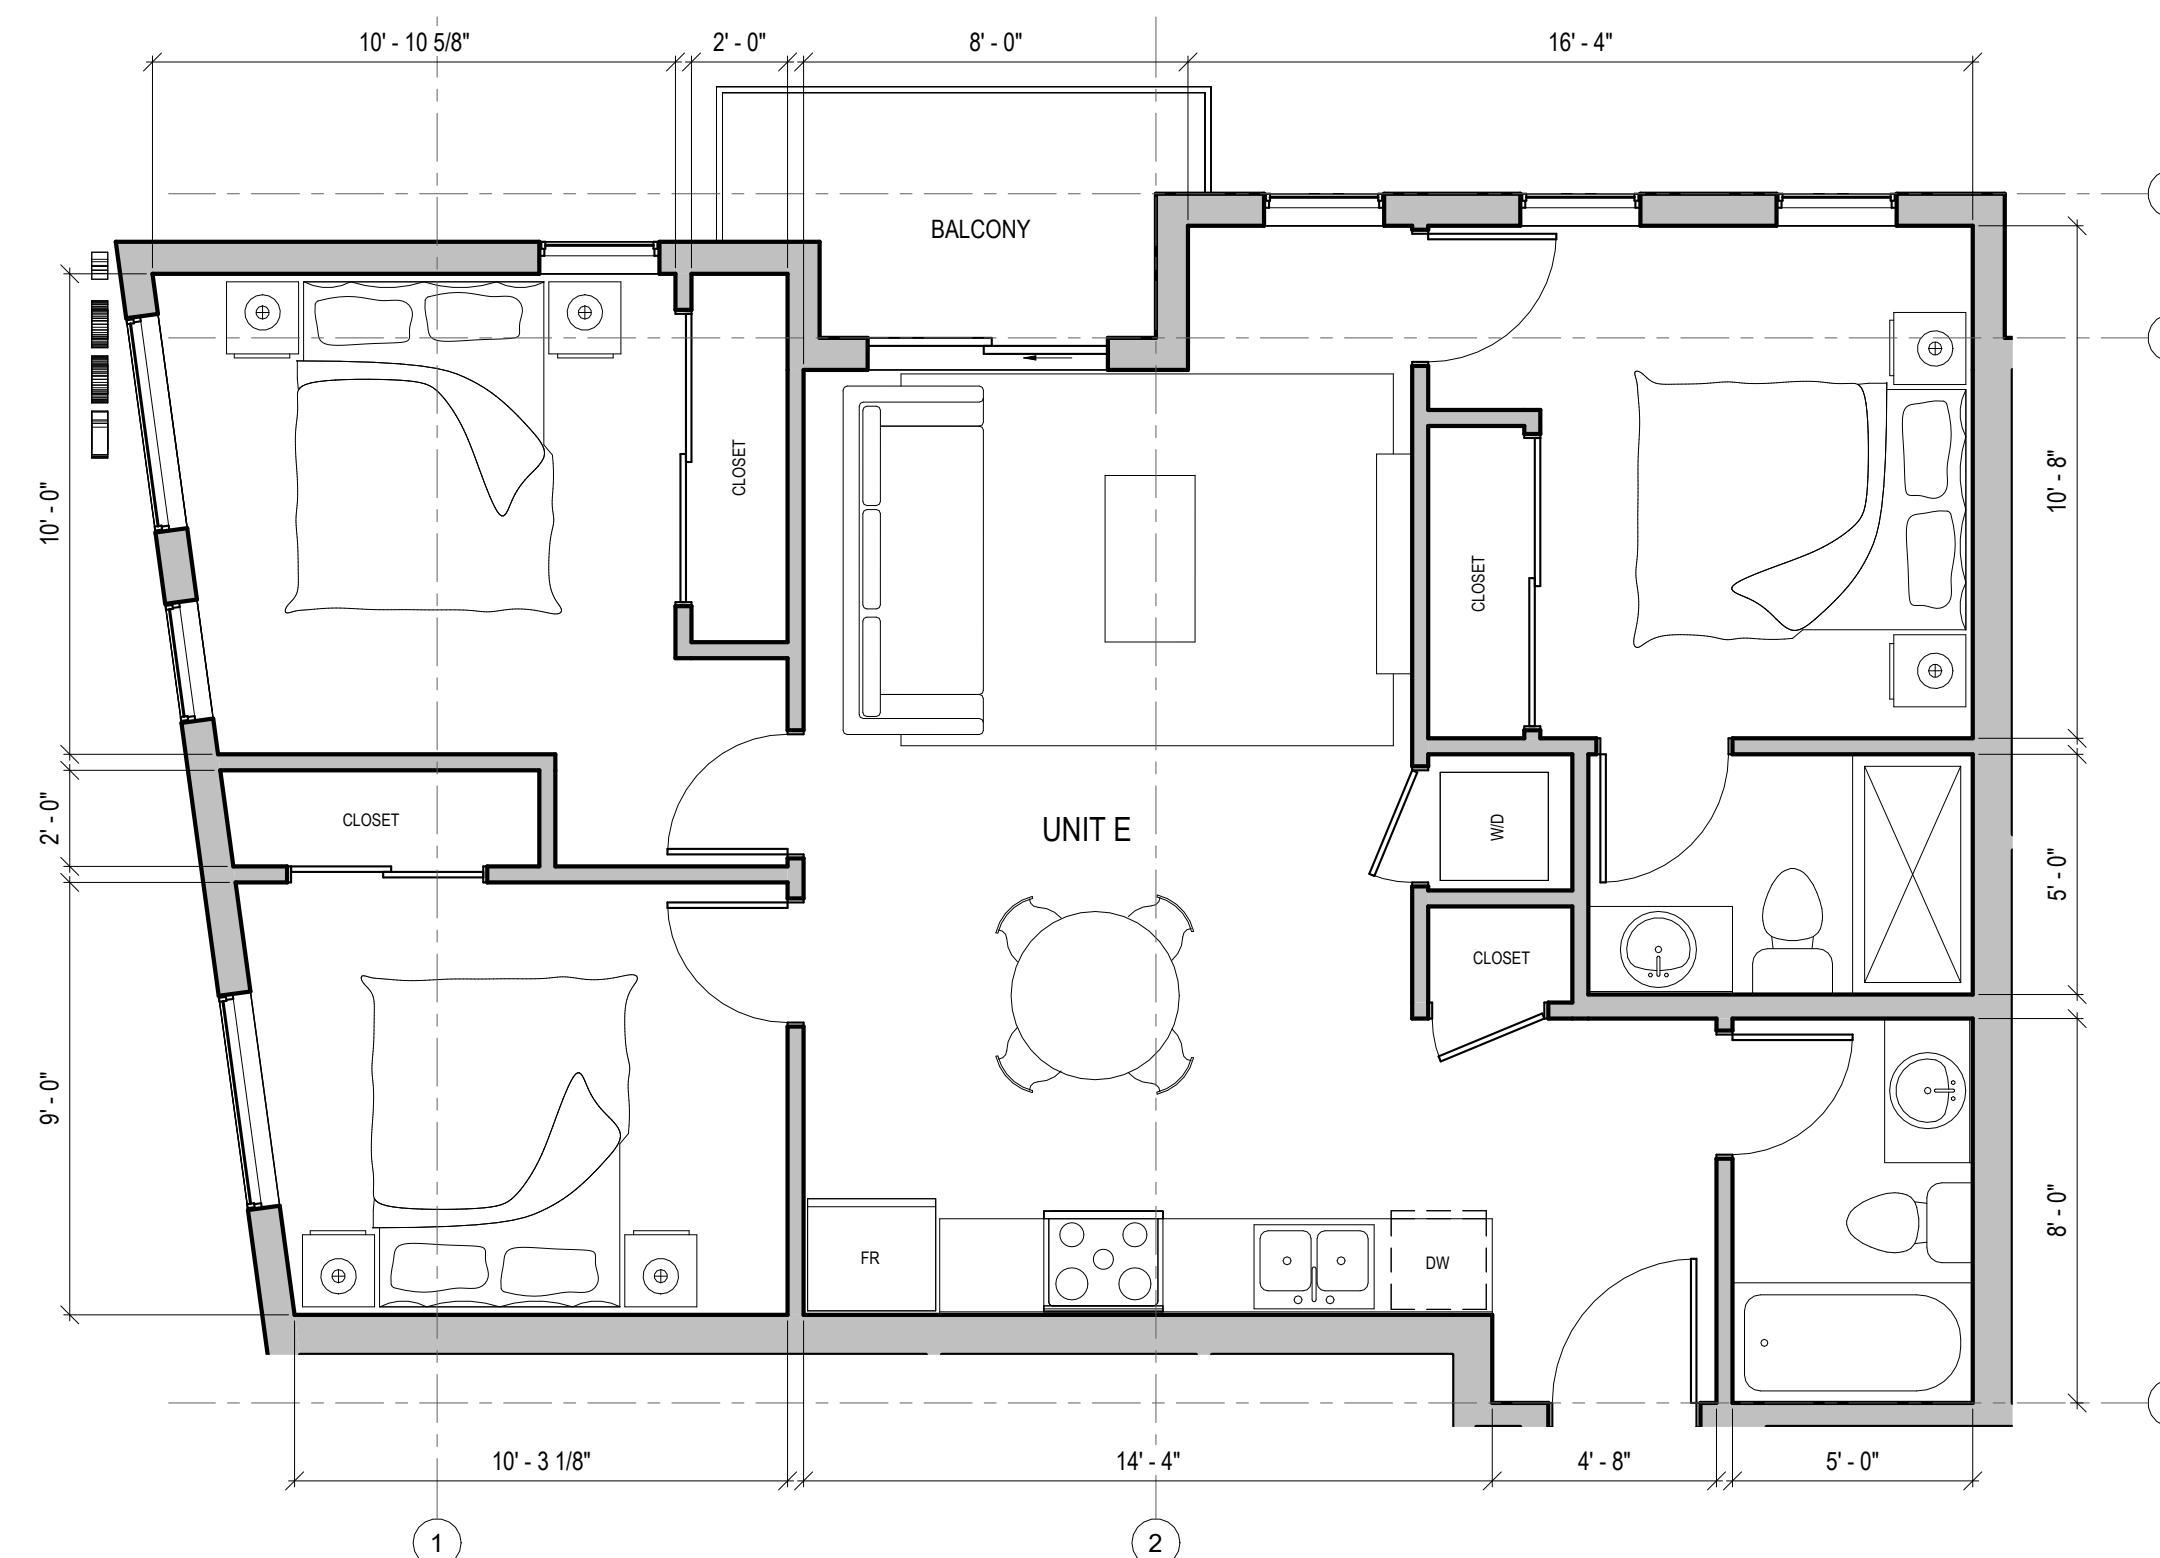 10' - 10 5/8"
2' - 0"
8' - 0"
16' - 4"
BALCONY
10' - 0"
CLOSET
CLOSET
10' - 8"
2' - 0"
CLOSET
UNIT E
W/D
5' - 0"
CLOSET
9' - 0"
8' - 0"
FR
DW
10' - 3 1/8"
14' - 4"
4' - 8"
5' - 0"
1
2